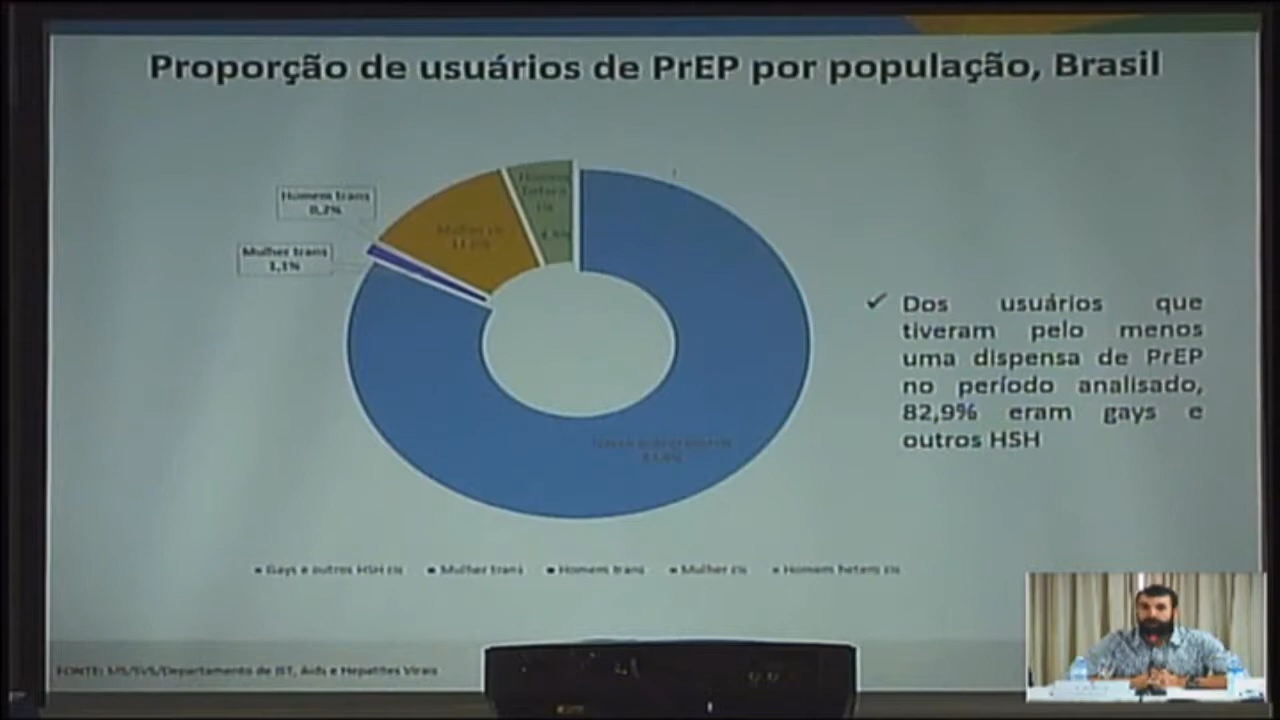 Proporção de usuários de PrEP por população, Brasil
Homem trans
0,2%
Mulher trans
1,1%
Homem
hetero
cis
Mulher cis
✓ Dos usuários que
tiveram pelo menos
uma dispensa de PrEP
no período analisado,
82,9% eram gays e
outros HSH
Gays e outros HSH cis Mulher trans Homem trans Mulher cis Homem hetero cis
FONTE: MS/SVS/Departamento de IST, Aids e Hepatites Virais